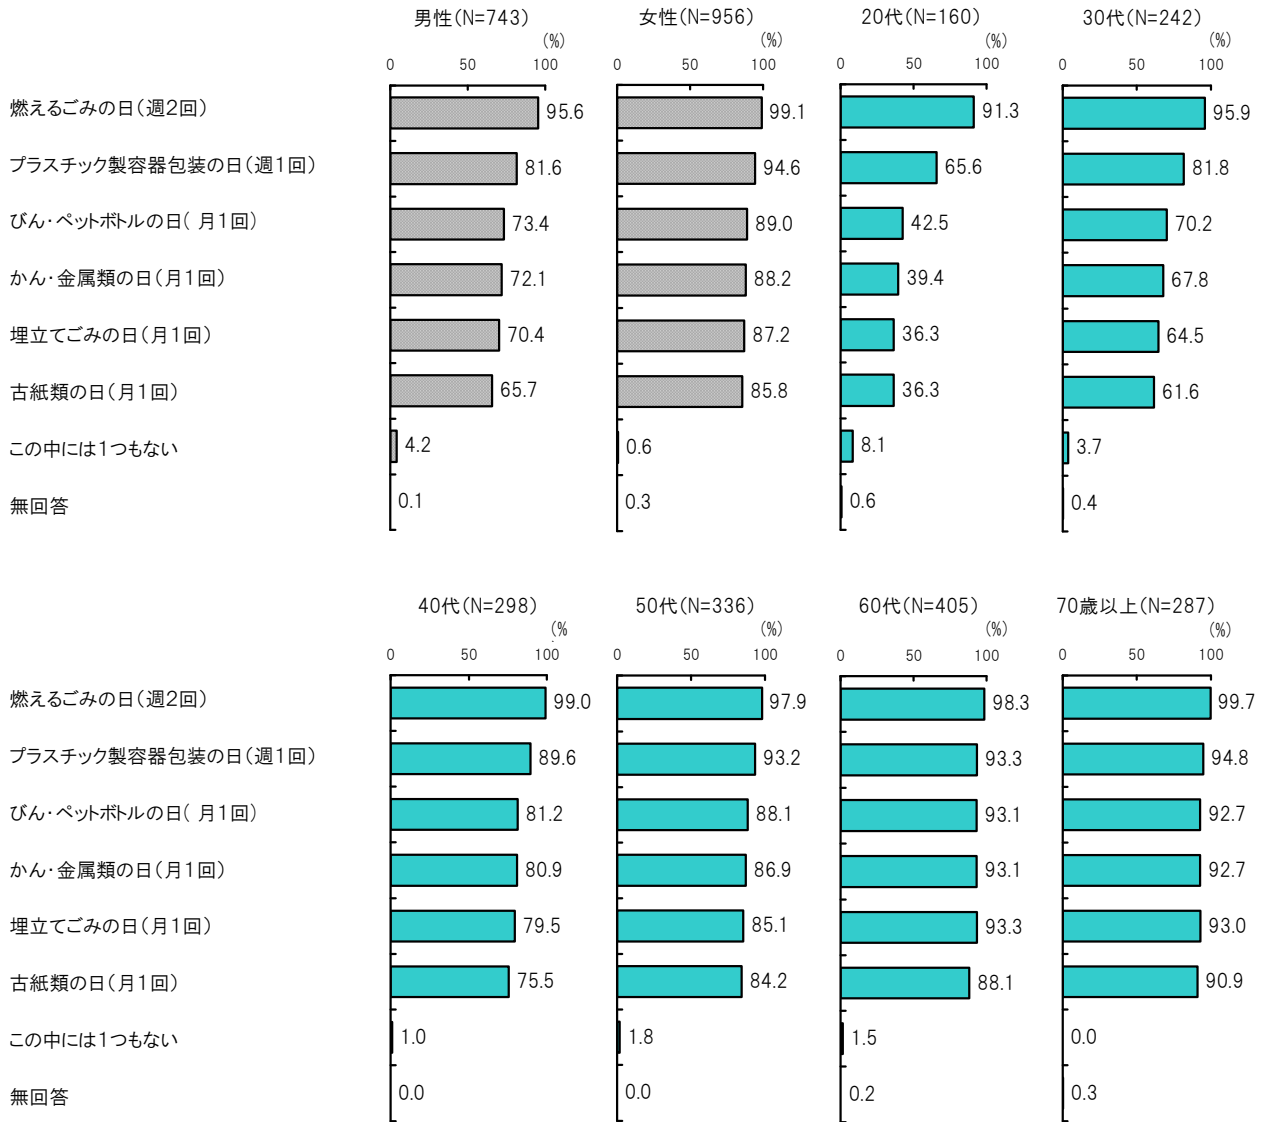 男性(N=743) 女性(N=956) 20代(N=160) 30代(N=242)
(%) (%) (%) (%)
0 50 100 0 50 100 0 50 100 0 50 100
燃えるごみの日(週2回) 95.6 99.1 91.3 95.9
プラスチック製容器包装の日(週1回) 81.6 94.6 65.6 81.8
びん・ペットボトルの日( 月1回) 73.4 89.0 42.5 70.2
かん・金属類の日(月1回) 72.1 88.2 39.4 67.8
埋立てごみの日(月1回) 70.4 87.2 36.3 64.5
古紙類の日(月1回) 65.7 85.8 36.3 61.6
この中には1つもない 4.2 0.6 8.1 3.7
無回答 0.1 0.3 0.6 0.4
40代(N=298) 50代(N=336) 60代(N=405) 70歳以上(N=287)
(% (%) (%) (%)
0 50 100 0 50 100 0 50 100 0 50 100
燃えるごみの日(週2回) 99.0 97.9 98.3 99.7
プラスチック製容器包装の日(週1回) 89.6 93.2 93.3 94.8
びん・ペットボトルの日( 月1回) 81.2 88.1 93.1 92.7
かん・金属類の日(月1回) 80.9 86.9 93.1 92.7
埋立てごみの日(月1回) 79.5 85.1 93.3 93.0
古紙類の日(月1回) 75.5 84.2 88.1 90.9
この中には1つもない 1.0 1.8 1.5 0.0
無回答 0.0 0.0 0.2 0.3